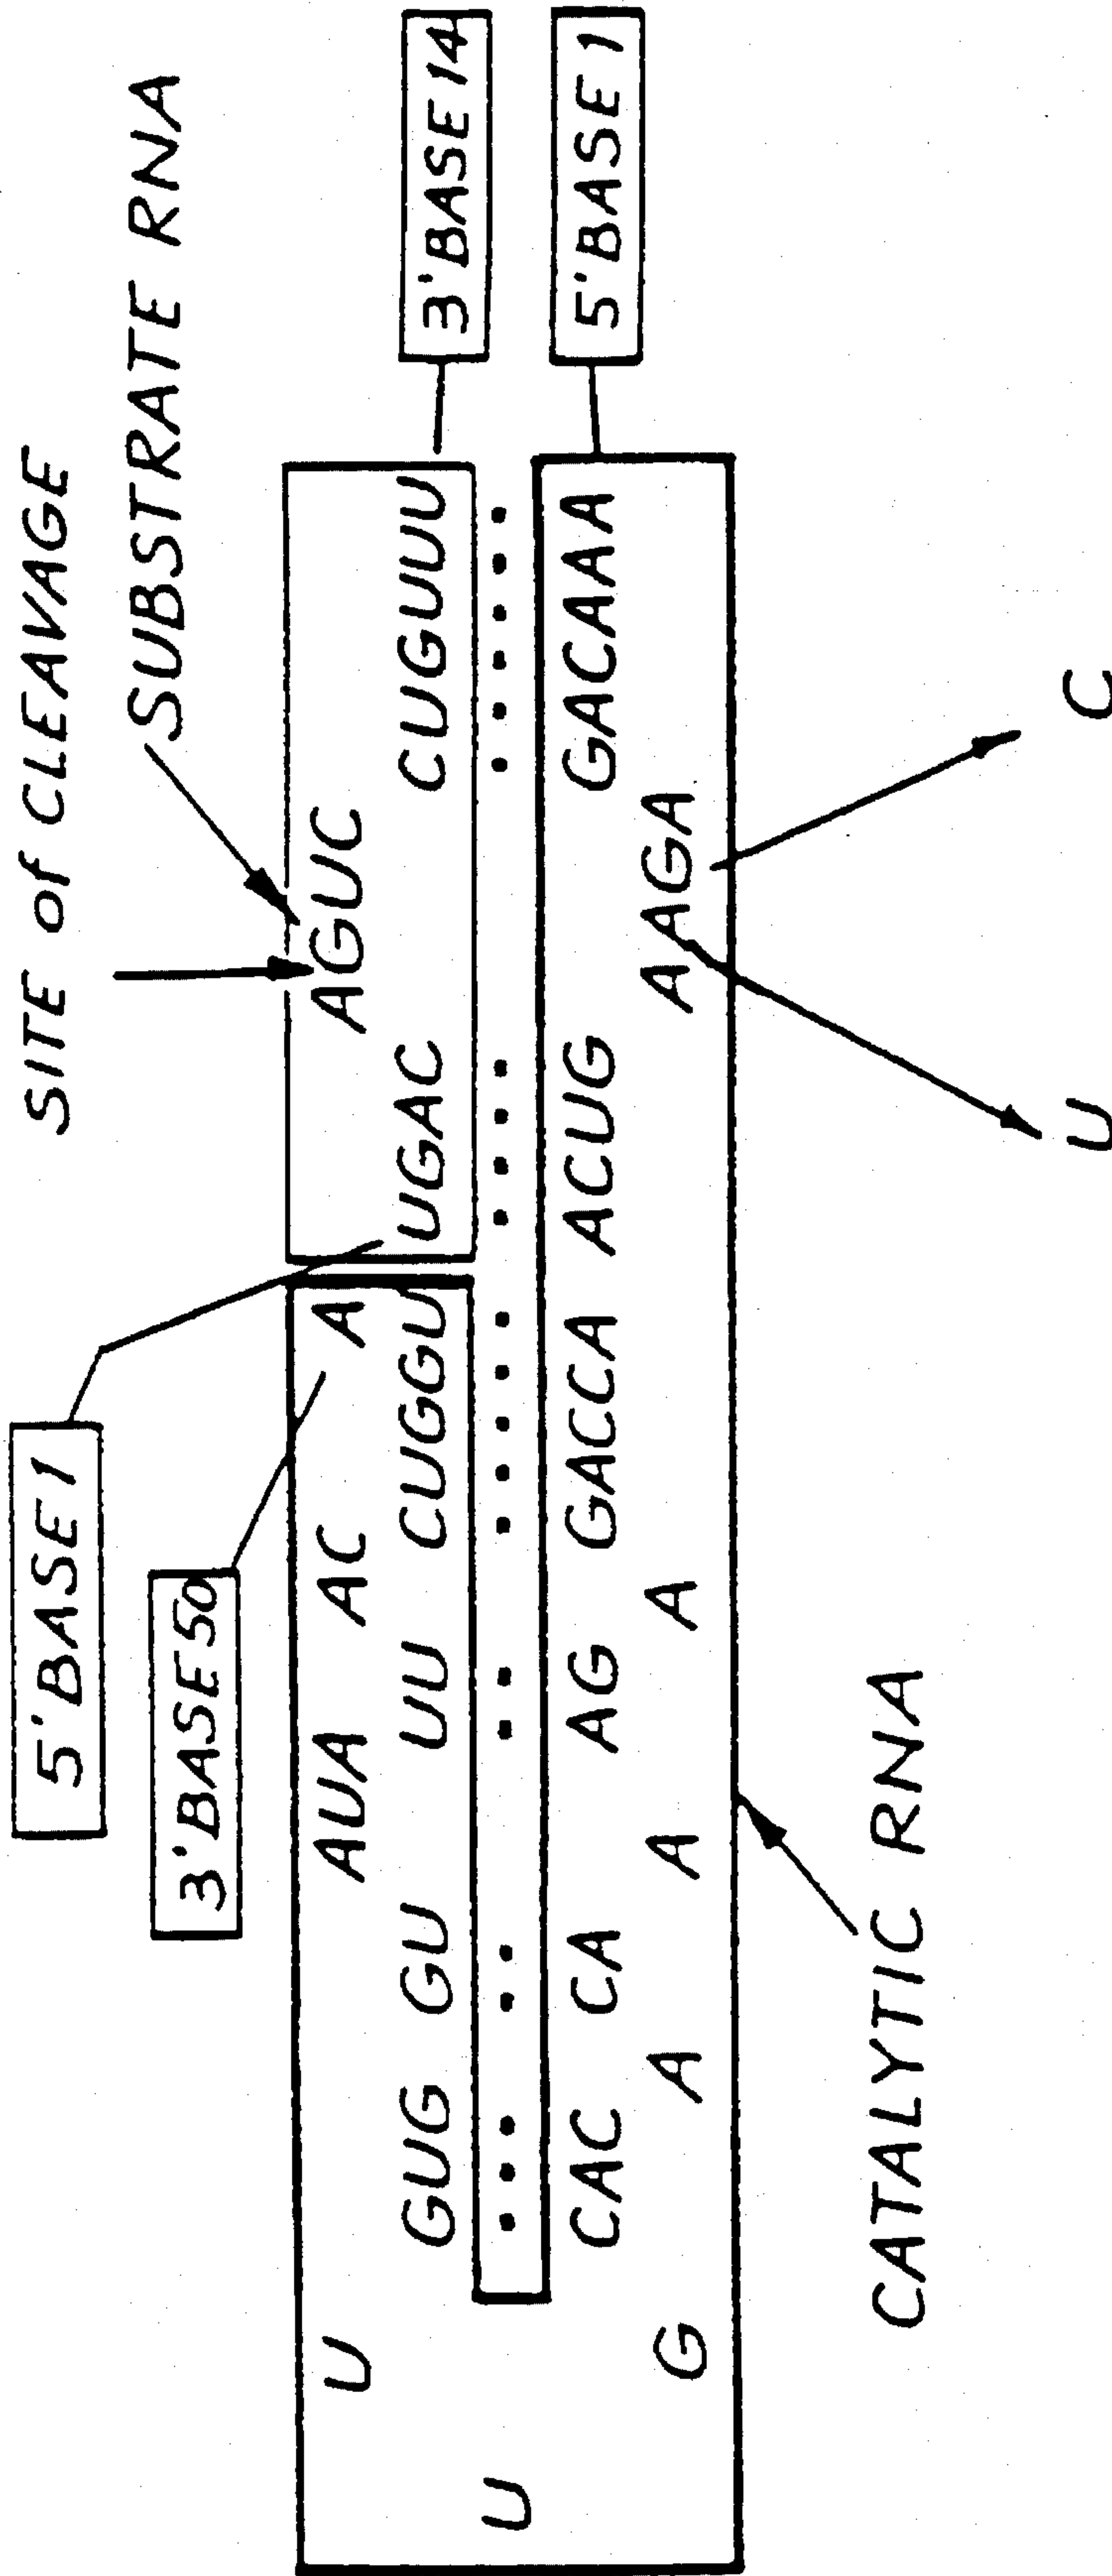 SITE of CLEAVAGE
SUBSTRATE RNA
5'BASE 1
3'BASE 50
AUA AC A AGUC
GUG GU UU CUGGU UGAC CUGUUU
3'BASE 14
5'BASE 1
U
U
G
CAC CA AG GACCA ACUG GACAAA
A A A A AGA
U C
CATALYTIC RNA